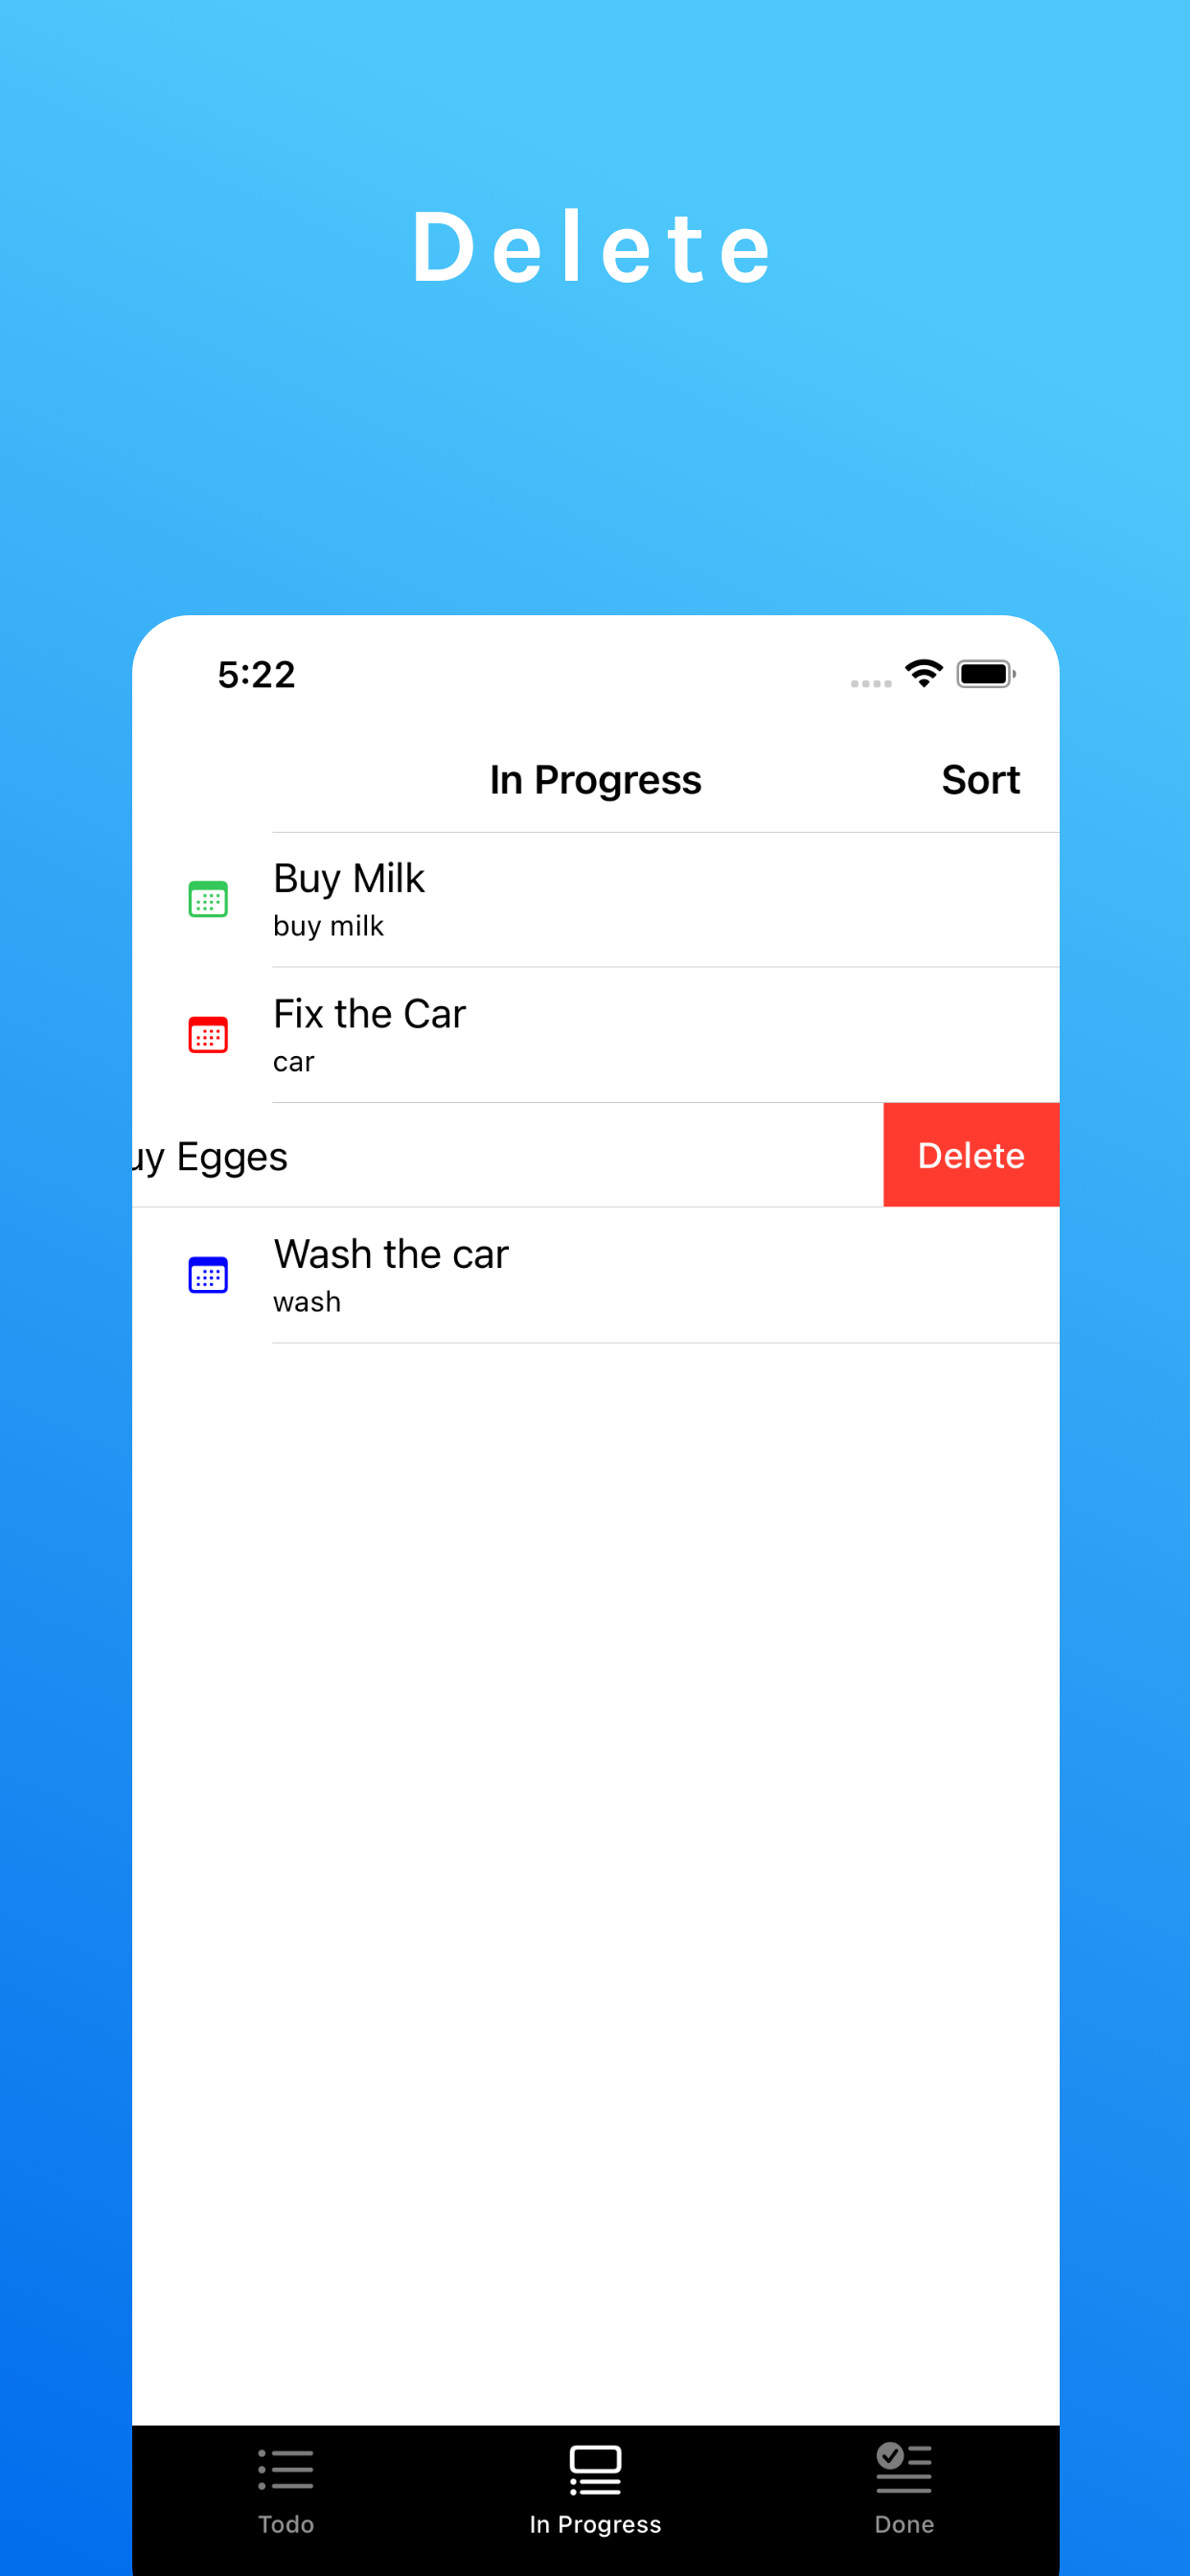 Delete
5:22
In Progress
Sort
Buy Milk
buy milk
Fix the Car
car
uy Egges
Delete
Wash the car
wash
Todo
In Progress
Done